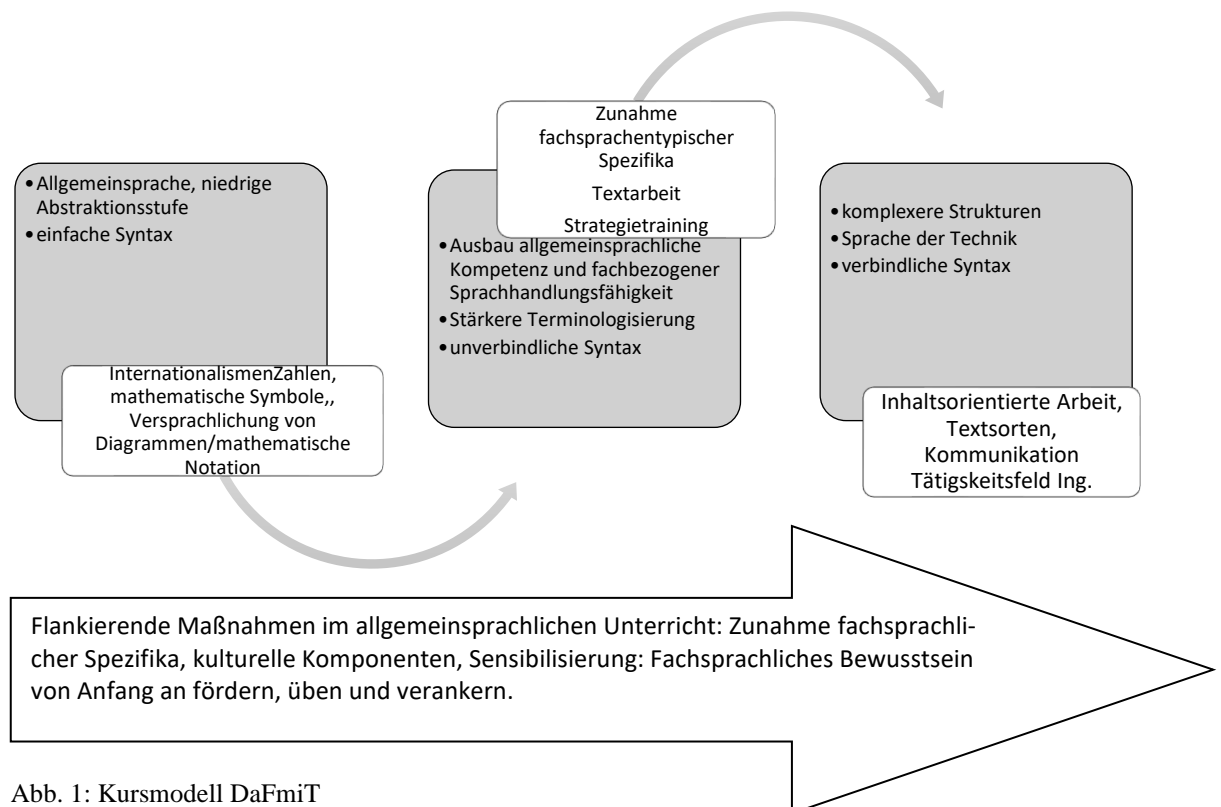 •Allgemeinsprache, niedrige
Abstraktionsstufe
•einfache Syntax
InternationalismenZahlen,
mathematische Symbole,,
Versprachlichung von
Diagrammen/mathematische
Notation
Zunahme
fachsprachentypischer
Spezifika
Textarbeit
Strategietraining
•Ausbau allgemeinsprachliche
Kompetenz und fachbezogener
Sprachhandlungsfähigkeit
•Stärkere Terminologisierung
•unverbindliche Syntax
•komplexere Strukturen
•Sprache der Technik
•verbindliche Syntax
Inhaltsorientierte Arbeit,
Textsorten,
Kommunikation
Tätigskeitsfeld Ing.
Flankierende Maßnahmen im allgemeinsprachlichen Unterricht: Zunahme fachsprachli-
cher Spezifika, kulturelle Komponenten, Sensibilisierung: Fachsprachliches Bewusstsein
von Anfang an fördern, üben und verankern.
Abb. 1: Kursmodell DaFmiT